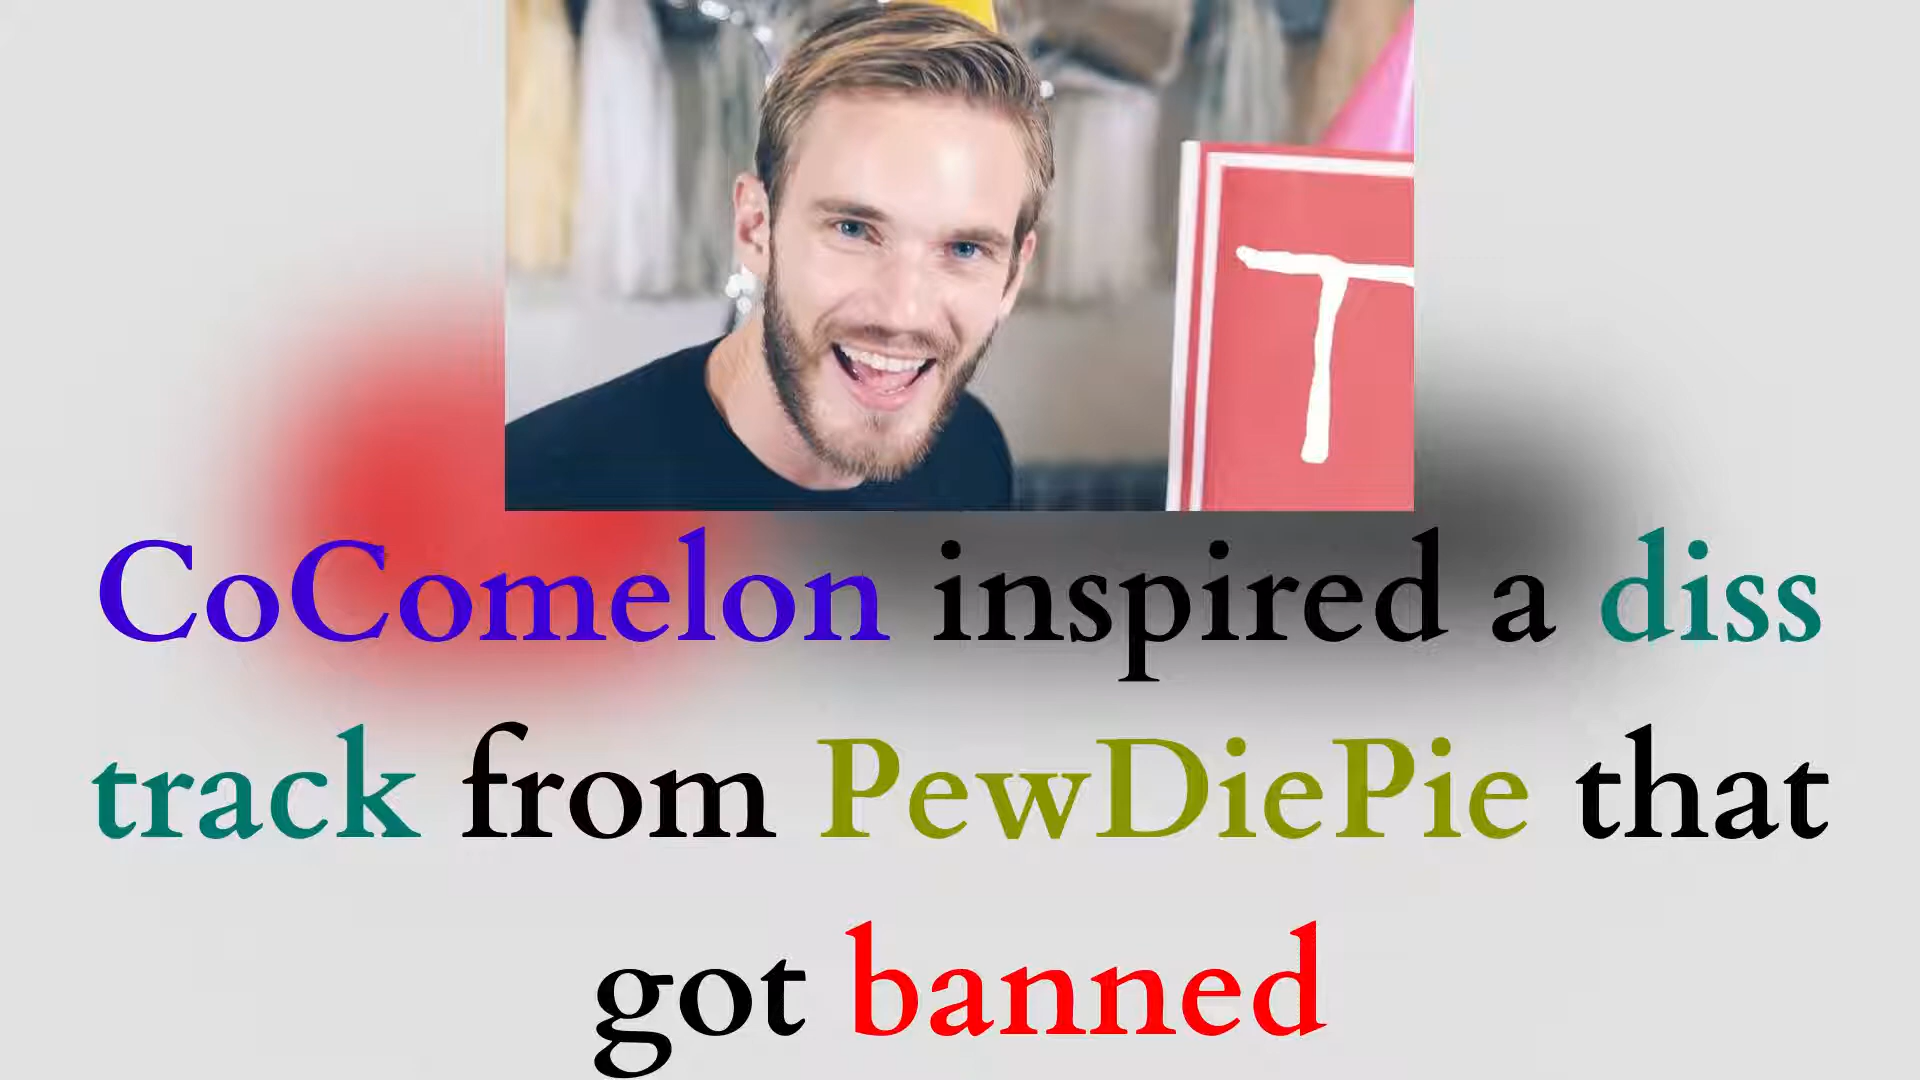 T
CoComelon inspired a diss
track from PewDiePie that
got banned